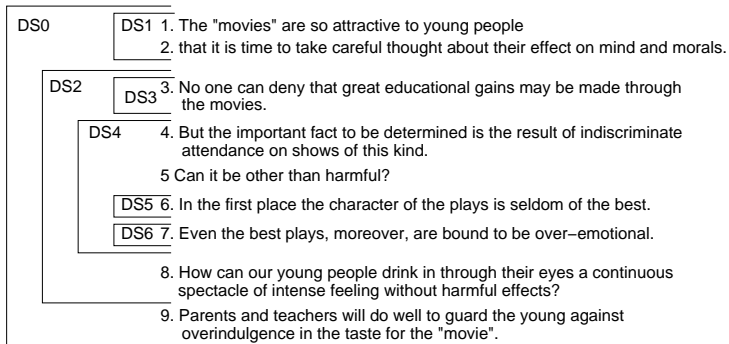 DS0 DS1 1. The "movies" are so attractive to young people
2. that it is time to take careful thought about their effect on mind and morals.
DS2 DS3 3. No one can deny that great educational gains may be made through
the movies.
DS4 4. But the important fact to be determined is the result of indiscriminate
attendance on shows of this kind.
5 Can it be other than harmful?
DS5 6. In the first place the character of the plays is seldom of the best.
DS6 7. Even the best plays, moreover, are bound to be over−emotional.
8. How can our young people drink in through their eyes a continuous
spectacle of intense feeling without harmful effects?
9. Parents and teachers will do well to guard the young against
overindulgence in the taste for the "movie".